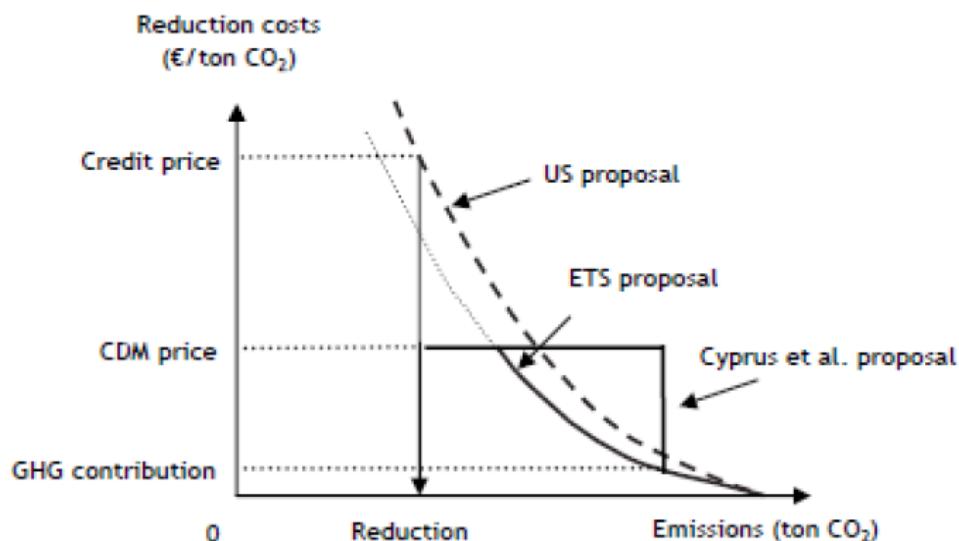 Reduction costs
(€/ton CO₂)
Credit price
US proposal
ETS proposal
CDM price
Cyprus et al. proposal
GHG contribution
0
Reduction
Emissions (ton CO₂)